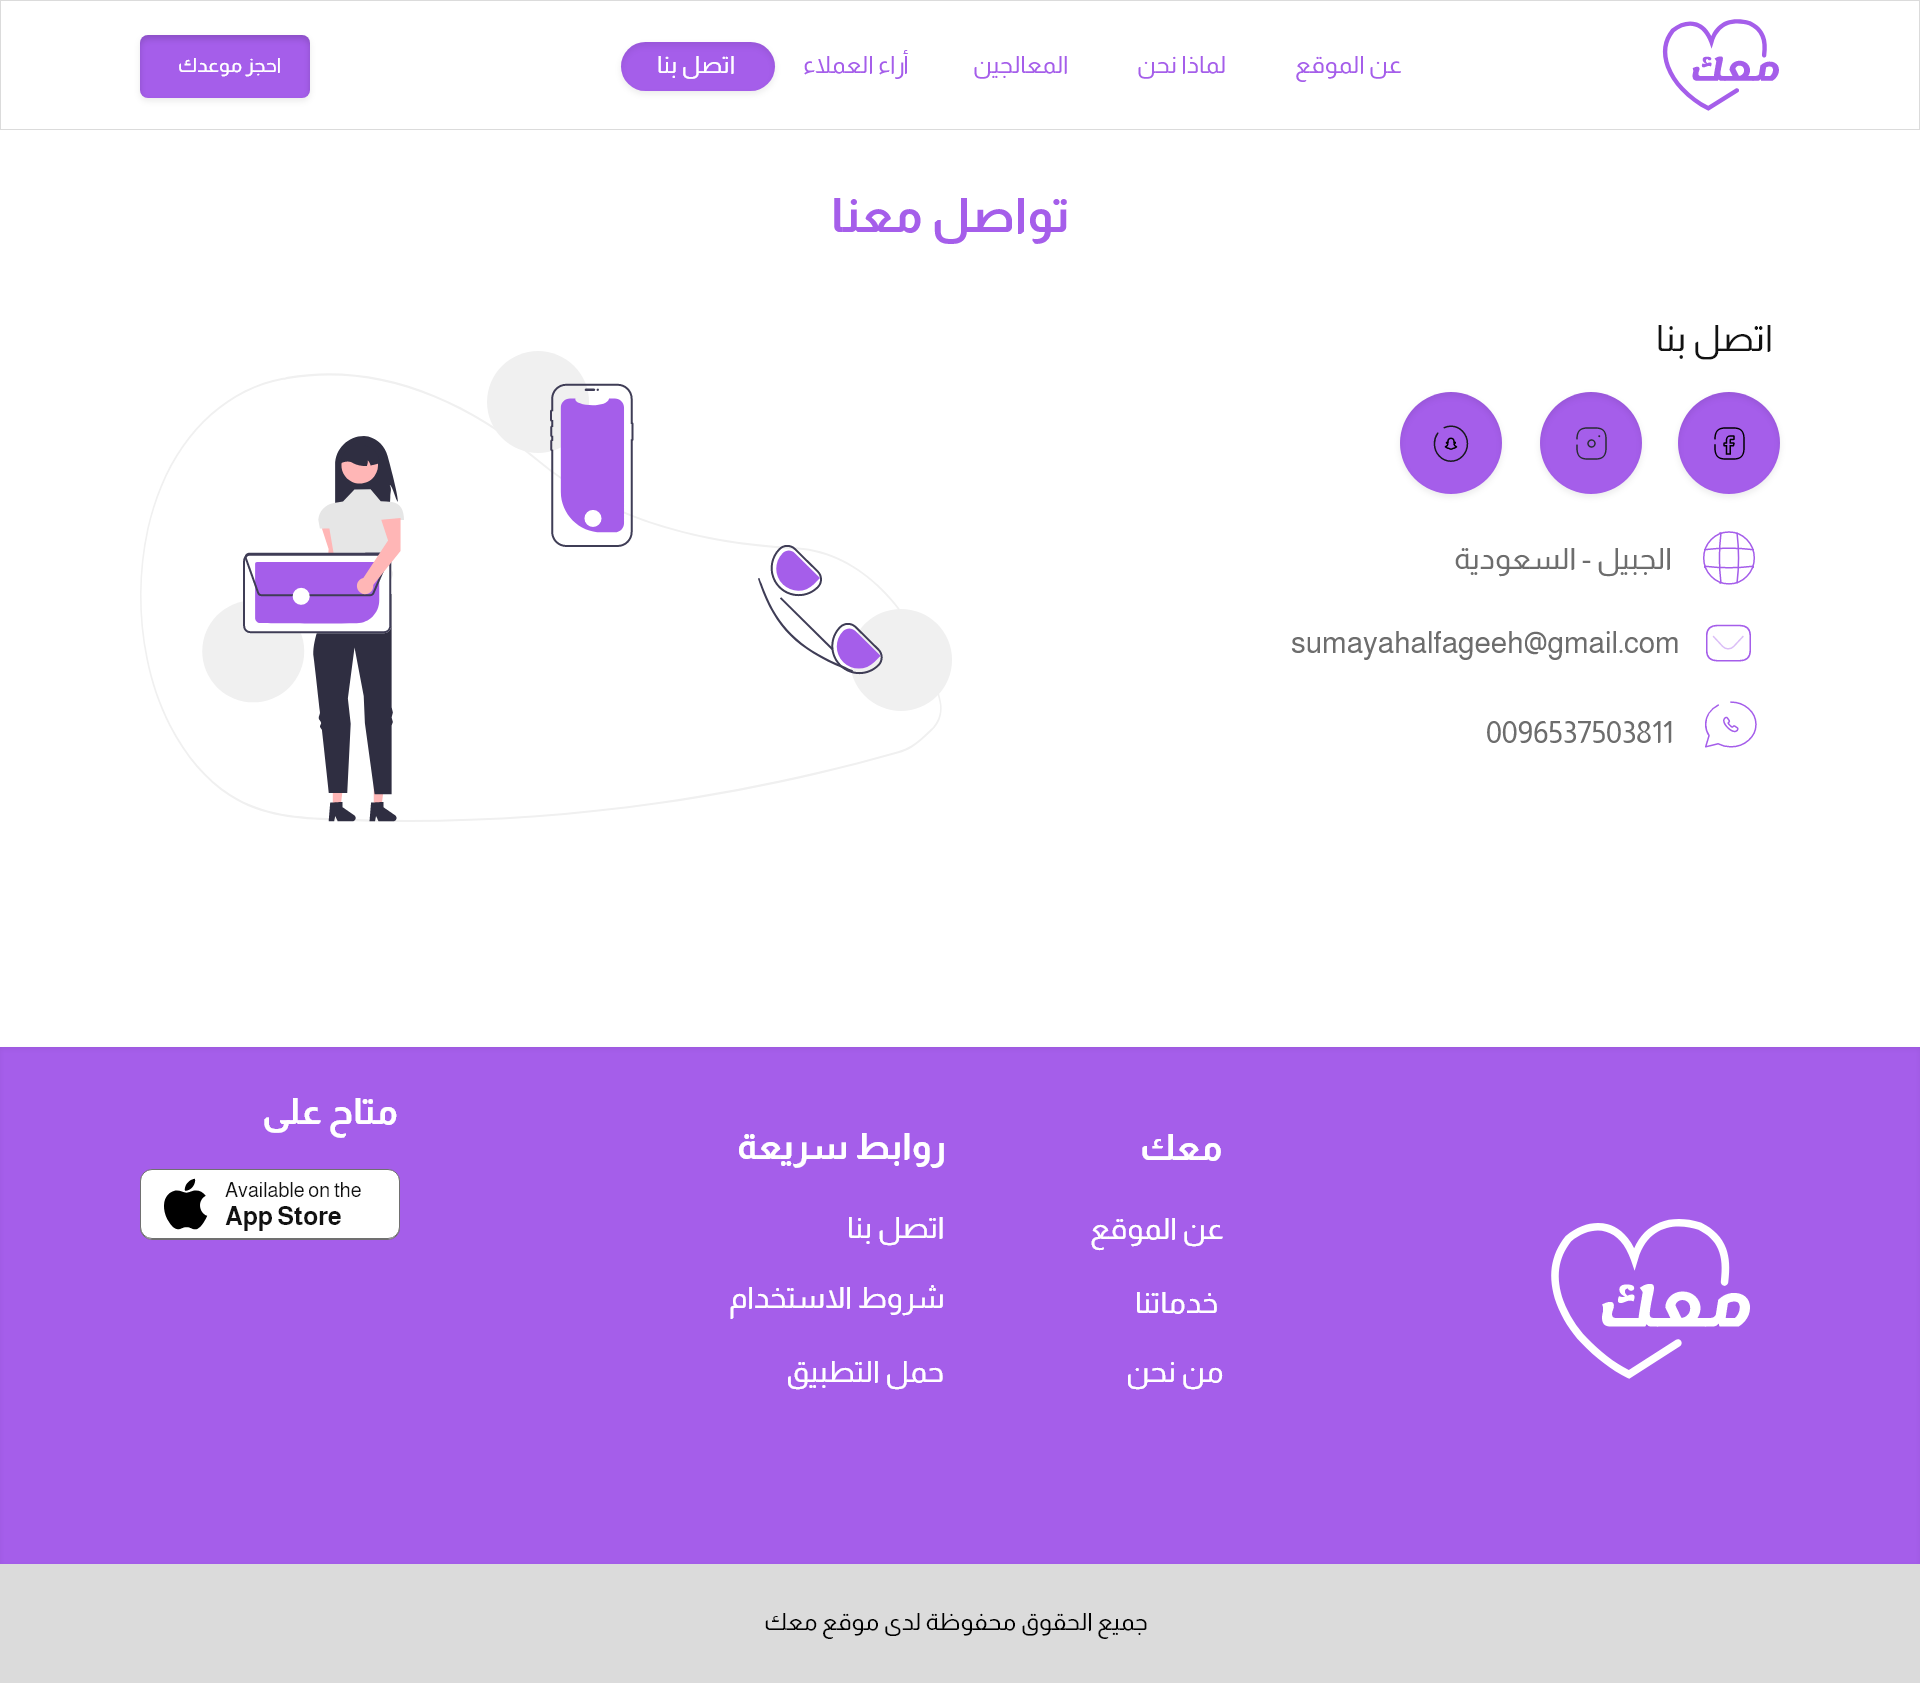 معك
عن الموقع
لماذا نحن
المعالجين
أراء العملاء
اتصل بنا
احجز موعدك
تواصل معنا
اتصل بنا
الجبيل - السعودية
sumayahalfageeh@gmail.com
0096537503811
معك
معك
عن الموقع
خدماتنا
من نحن
روابط سريعة
اتصل بنا
شروط الاستخدام
حمل التطبيق
متاح على
Available on the
App Store
جميع الحقوق محفوظة لدى موقع معك